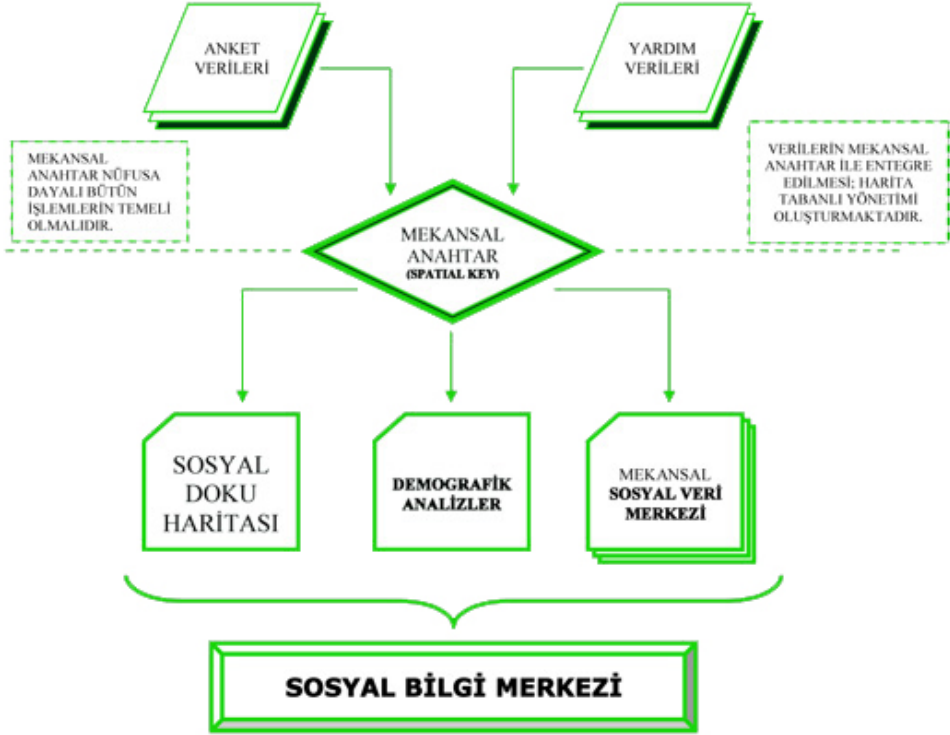 ANKET
VERİLERİ
YARDIM
VERİLERİ
MEKANSAL
ANAHTAR NÜFUSA
DAYALI BÜTÜN
İŞLEMLERİN TEMELİ
OLMALIDIR.
VERİLERİN MEKANSAL
ANAHTAR İLE ENTEGRE
EDİLMESİ; HARİTA
TABANLI YÖNETİMİ
OLUŞTURMAKTADIR.
MEKANSAL
ANAHTAR
(SPATIAL KEY)
SOSYAL
DOKU
HARİTASI
DEMOGRAFİK
ANALİZLER
MEKANSAL
SOSYAL VERİ
MERKEZİ
SOSYAL BİLGİ MERKEZİ